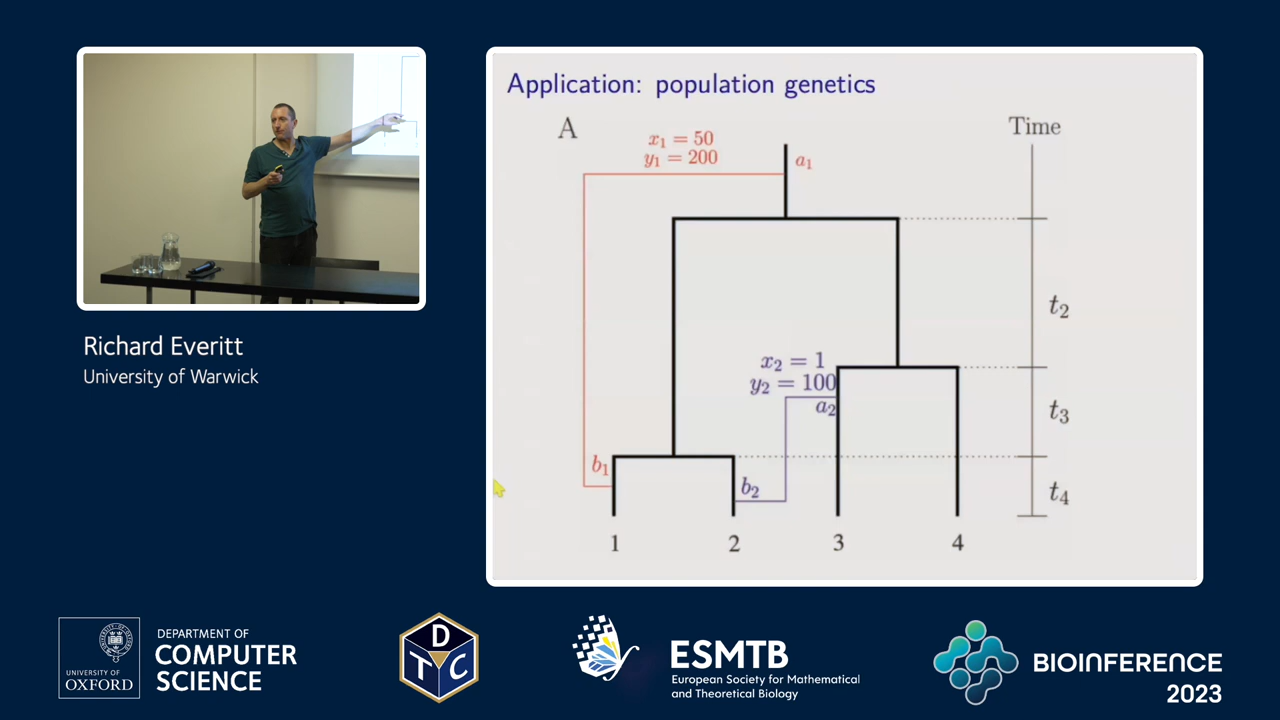 Application: population genetics
A
Time
x₁ = 50
y₁ = 200
a₁
t₂
x₂ = 1
y₂ = 100
a₂
t₃
b₁
b₂
t₄
1 2 3 4
Richard Everitt
University of Warwick
UNIVERSITY OF
OXFORD
DEPARTMENT OF
COMPUTER
SCIENCE
D
T C
ESMTB
European Society for Mathematical
and Theoretical Biology
BIOINFERENCE
2023